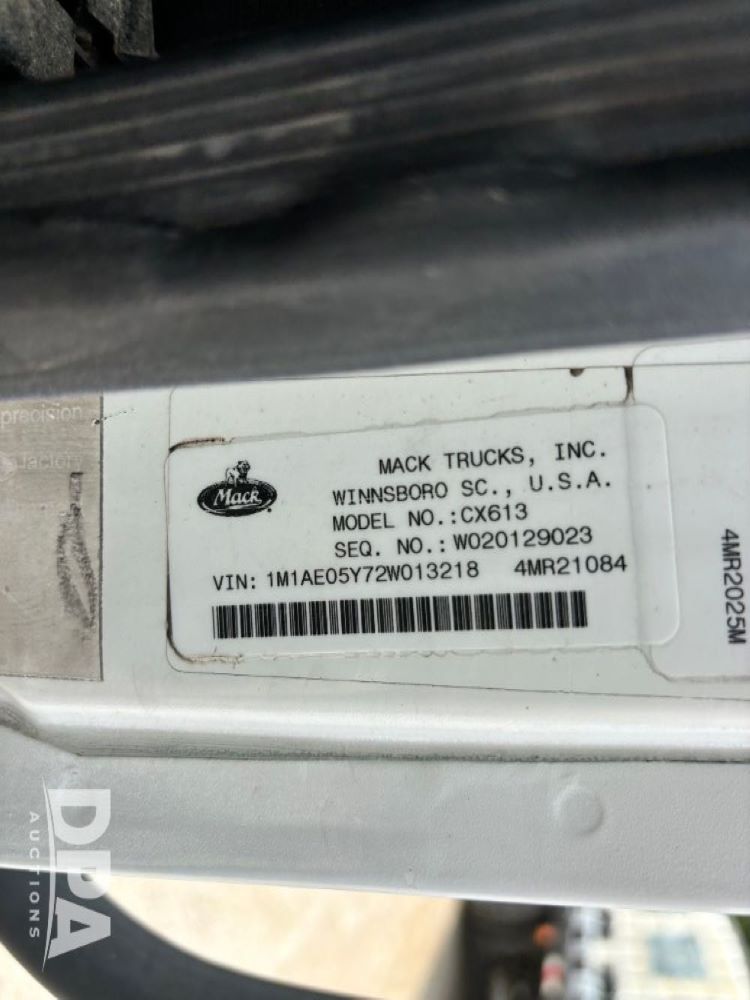 precision
factory
Mack
MACK TRUCKS, INC.
WINNSBORO SC., U.S.A.
MODEL NO.:CX613
SEQ. NO.: W020129023
VIN: 1M1AE05Y72W013218 4MR21084
4MR2025M
DPA
AUCTIONS